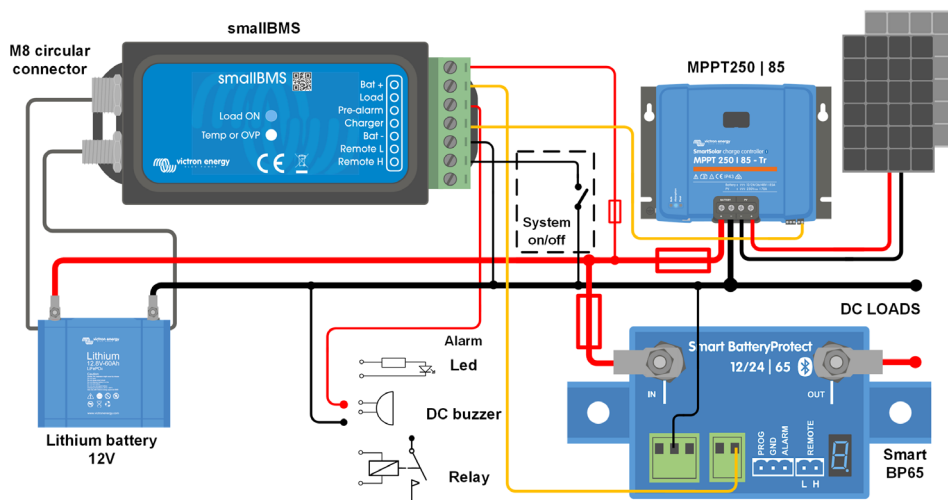 smallBMS
M8 circular
connector
smallBMS
Load ON
Temp or OVP
victron energy
Bat +
Load
Pre-alarm
Charger
Bat -
Remote L
Remote H
System
on/off
MPPT250 | 85
victron energy
SmartSolar charge controller
MPPT 250 | 85 - Tr
BATTERY
PV
Lithium
12,8V-60Ah
LiFePO4
Lithium battery
12V
Alarm
Led
DC buzzer
Relay
DC LOADS
Smart BatteryProtect
12/24 | 65
IN
OUT
PROG
GND
ALARM
REMOTE
L H
Smart
BP65